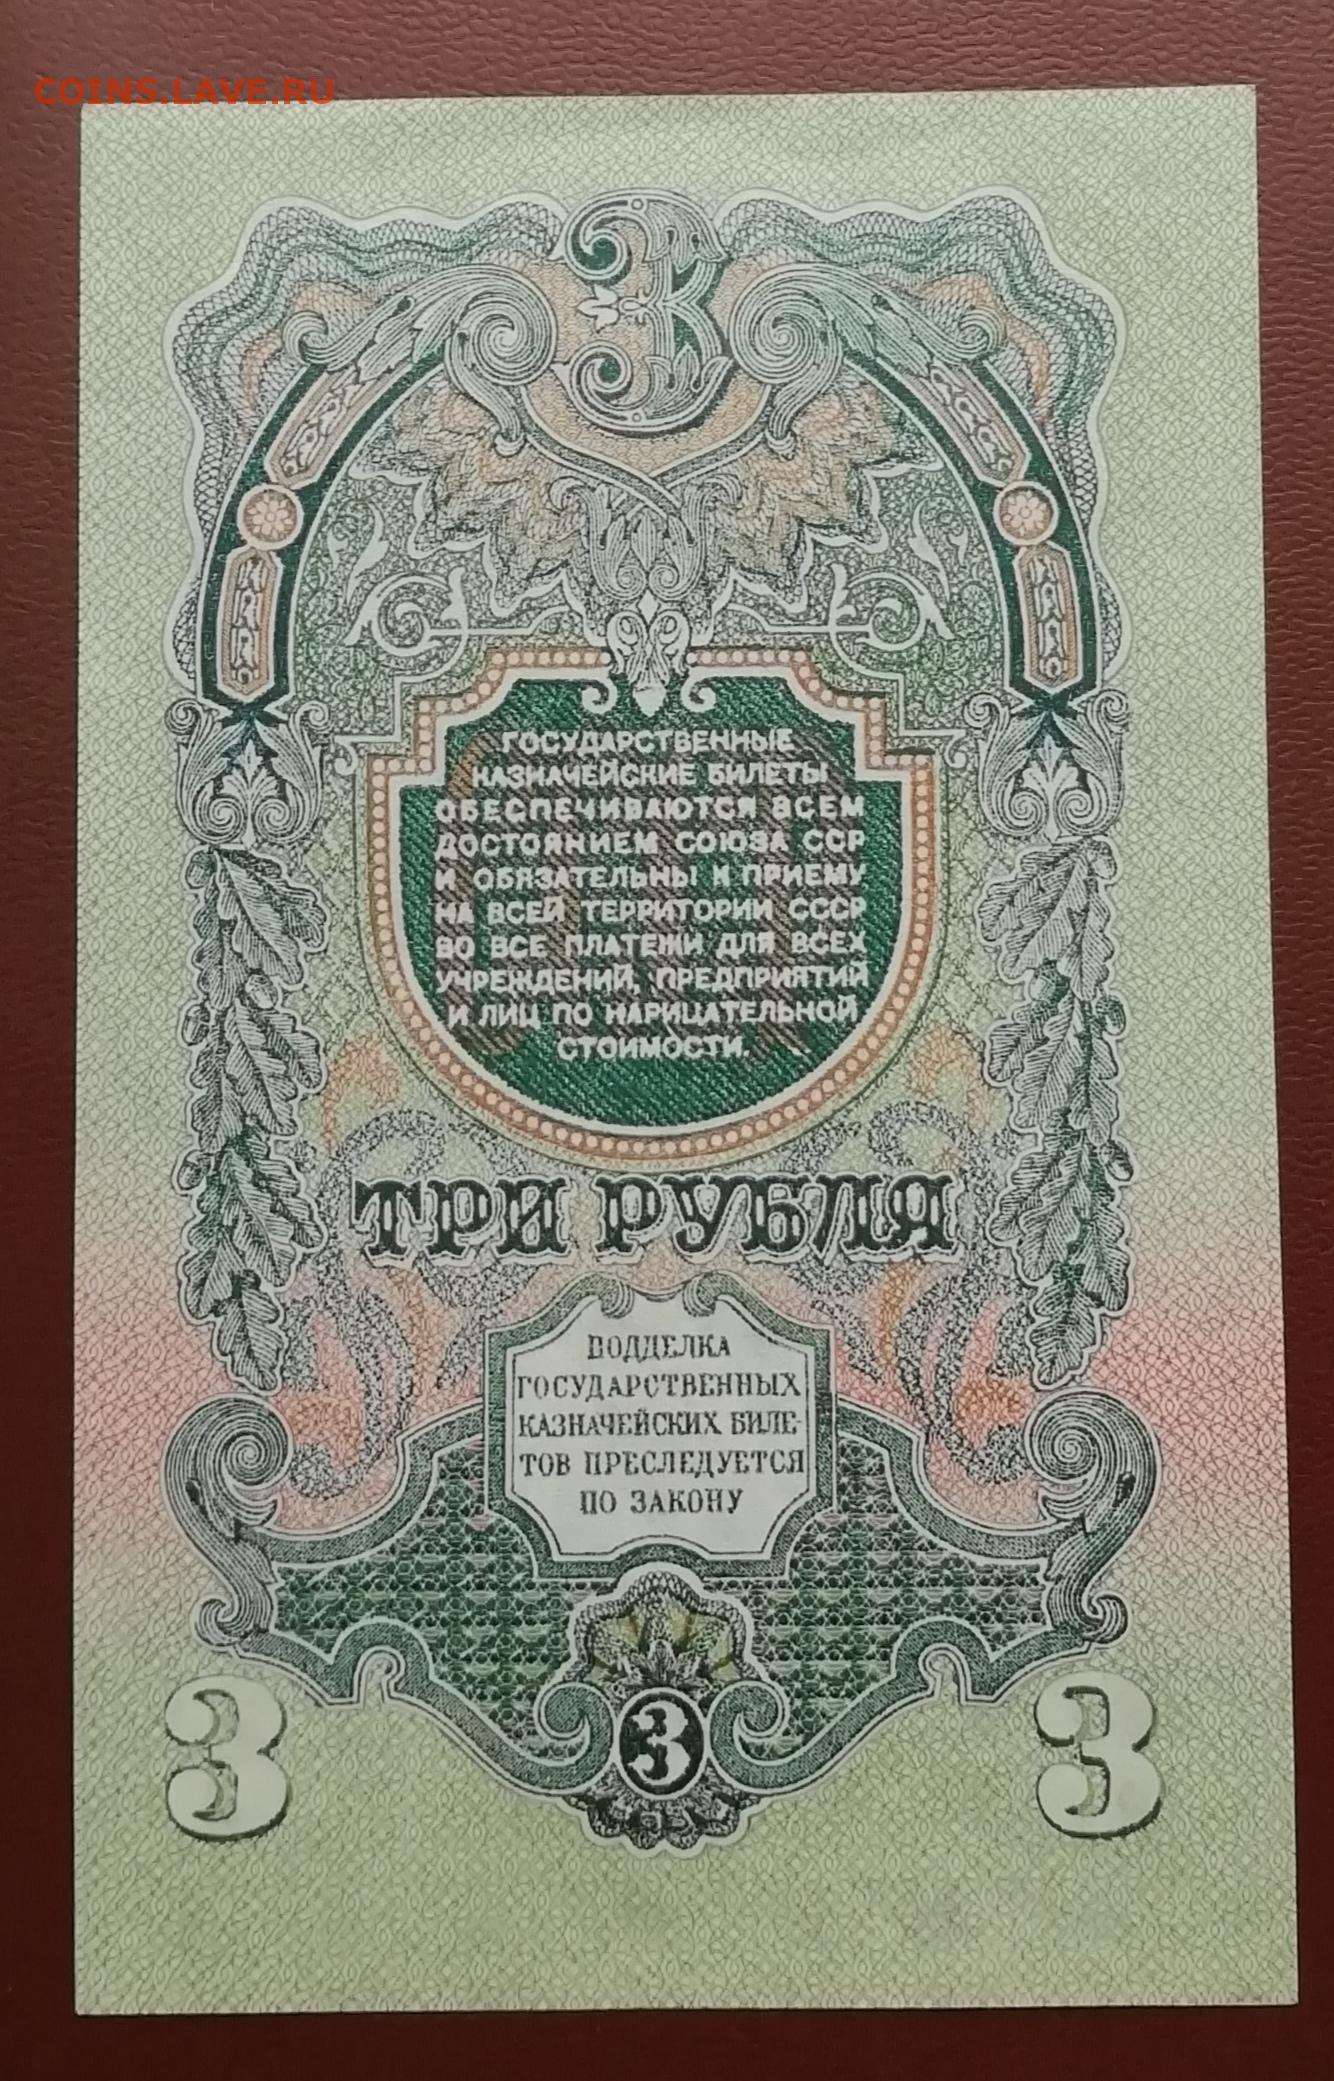 COINS.LAVE.RU
3
ГОСУДАРСТВЕННЫЕ
КАЗНАЧЕЙСКИЕ БИЛЕТЫ
ОБЕСПЕЧИВАЮТСЯ ВСЕМ
ДОСТОЯНИЕМ СОЮЗА ССР
И ОБЯЗАТЕЛЬНЫ К ПРИЕМУ
НА ВСЕЙ ТЕРРИТОРИИ СССР
ВО ВСЕ ПЛАТЕЖИ ДЛЯ ВСЕХ
УЧРЕЖДЕНИЙ, ПРЕДПРИЯТИЙ
И ЛИЦ ПО НАРИЦАТЕЛЬНОЙ
СТОИМОСТИ.
ТРИ РУБЛЯ
ПОДДЕЛКА
ГОСУДАРСТВЕННЫХ
КАЗНАЧЕЙСКИХ БИЛЕ-
ТОВ ПРЕСЛЕДУЕТСЯ
ПО ЗАКОНУ
3 3 3